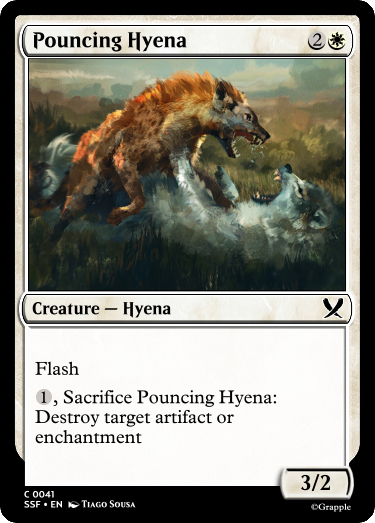 Pouncing Hyena 2
Creature — Hyena
Flash
1, Sacrifice Pouncing Hyena:
Destroy target artifact or
enchantment
3/2
C 0041
SSF • EN Tiago Sousa
©Grapple